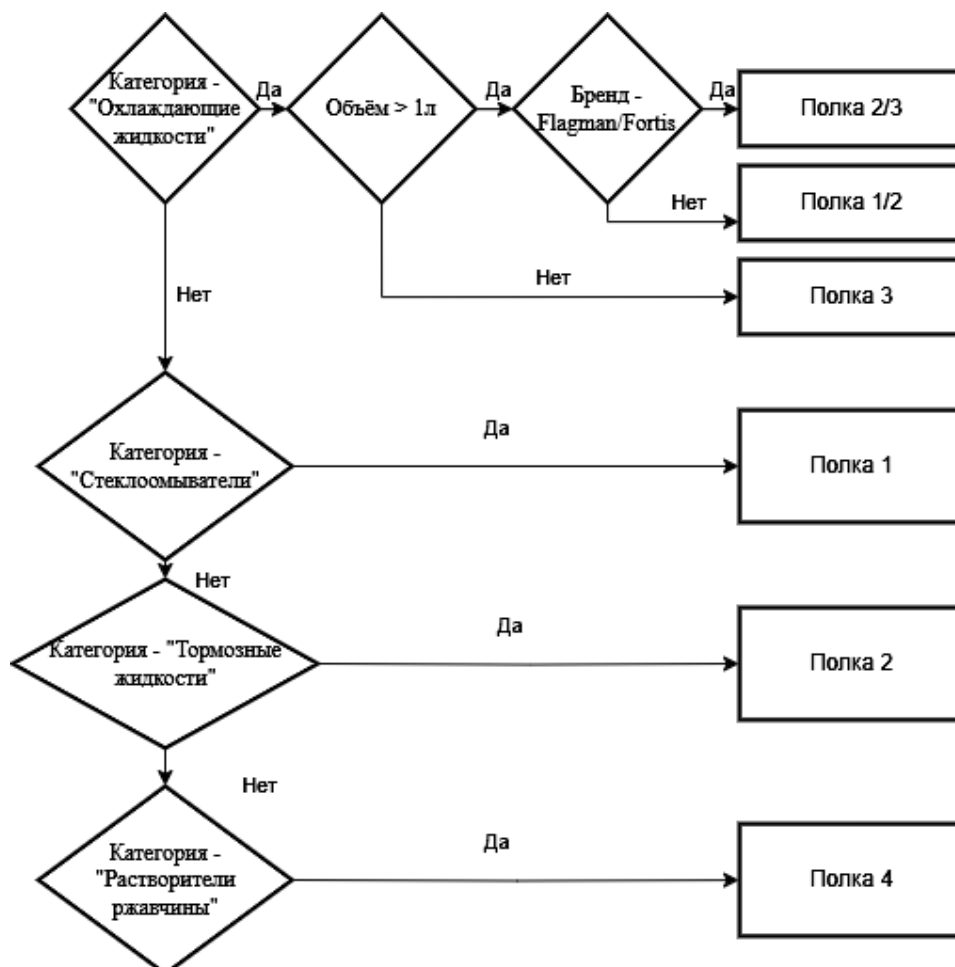 Категория -
"Охлаждающие
жидкости"
Да
Объём > 1л
Да
Бренд -
Flagman/Fortis
Да
Полка 2/3
Нет
Полка 1/2
Нет
Полка 3
Нет
Категория -
"Стеклоомыватели"
Да
Полка 1
Нет
Категория - "Тормозные
жидкости"
Да
Полка 2
Нет
Категория -
"Растворители
ржавчины"
Да
Полка 4